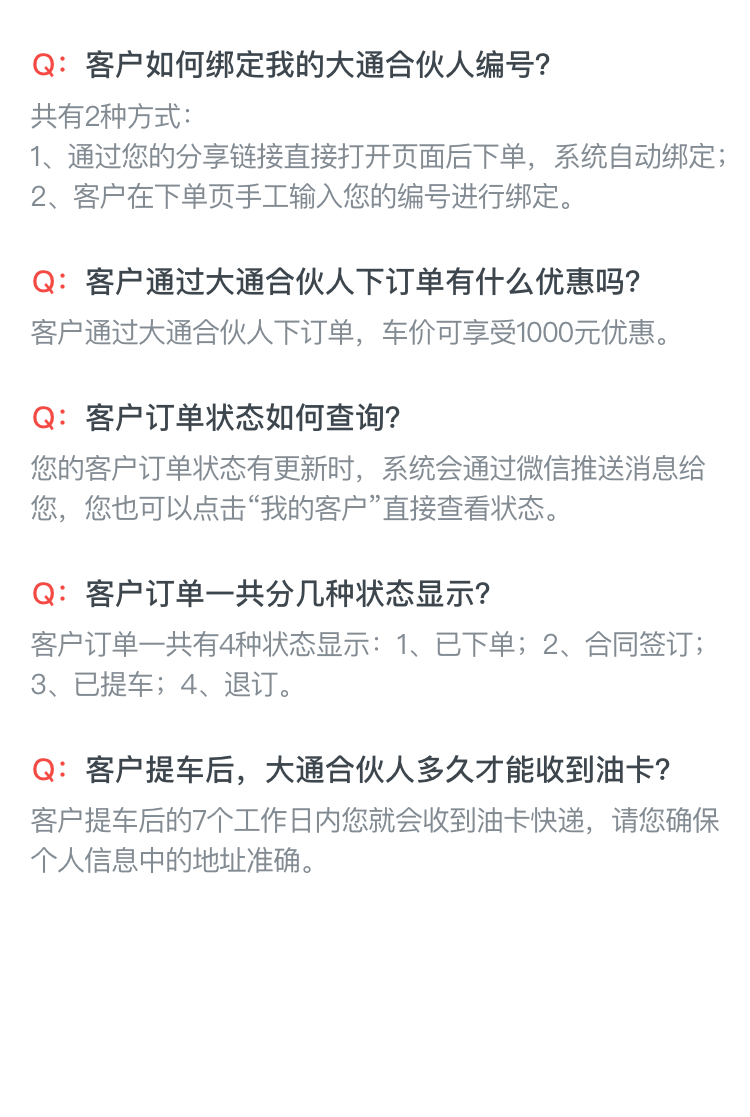 Q：客户如何绑定我的大通合伙人编号?
共有2种方式：
1、通过您的分享链接直接打开页面后下单，系统自动绑定；
2、客户在下单页手工输入您的编号进行绑定。
Q：客户通过大通合伙人下订单有什么优惠吗?
客户通过大通合伙人下订单，车价可享受1000元优惠。
Q：客户订单状态如何查询?
您的客户订单状态有更新时，系统会通过微信推送消息给
您，您也可以点击“我的客户”直接查看状态。
Q：客户订单一共分几种状态显示?
客户订单一共有4种状态显示：1、已下单；2、合同签订；
3、已提车；4、退订。
Q：客户提车后，大通合伙人多久才能收到油卡?
客户提车后的7个工作日内您就会收到油卡快递，请您确保
个人信息中的地址准确。